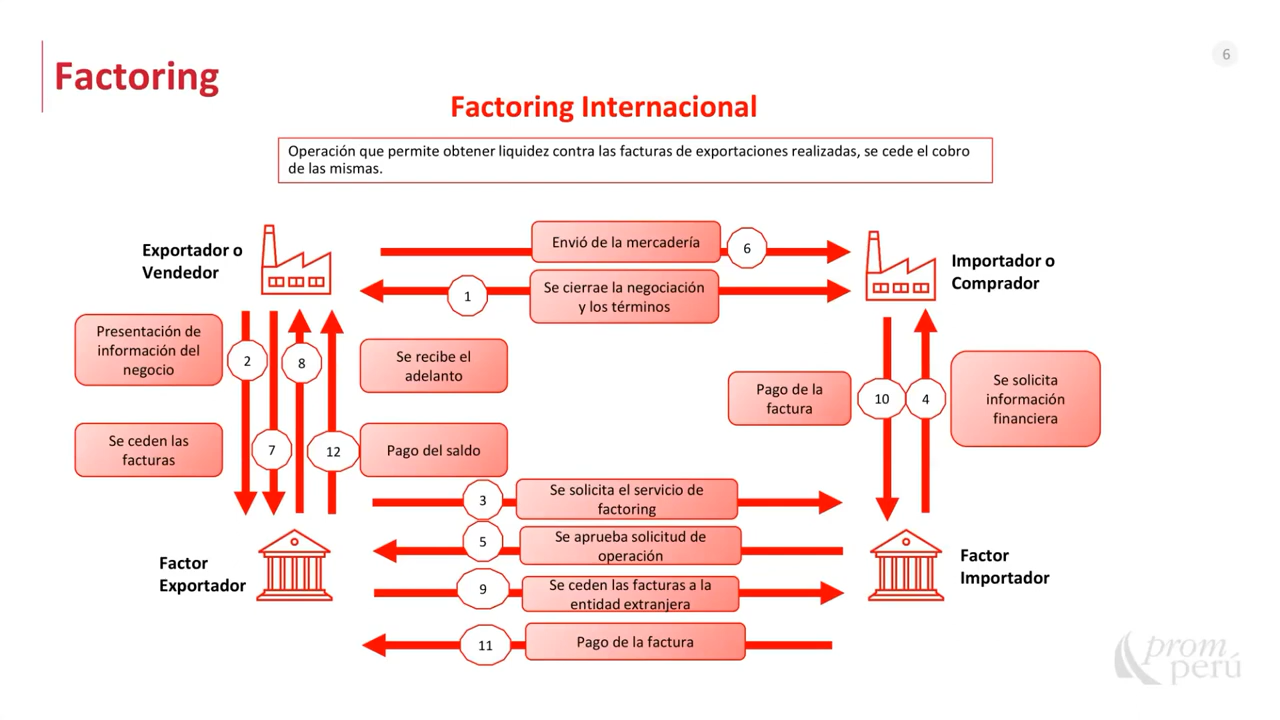 6
Factoring
Factoring Internacional
Operación que permite obtener liquidez contra las facturas de exportaciones realizadas, se cede el cobro
de las mismas.
Exportador o
Vendedor
Envió de la mercadería
6
Importador o
Comprador
1
Se cierrae la negociación
y los términos
Presentación de
información del
negocio
2
8
Se recibe el
adelanto
Pago de la
factura
10
4
Se solicita
información
financiera
Se ceden las
facturas
7
12
Pago del saldo
3
Se solicita el servicio de
factoring
5
Se aprueba solicitud de
operación
Factor
Exportador
Factor
Importador
9
Se ceden las facturas a la
entidad extranjera
11
Pago de la factura
prom
perú